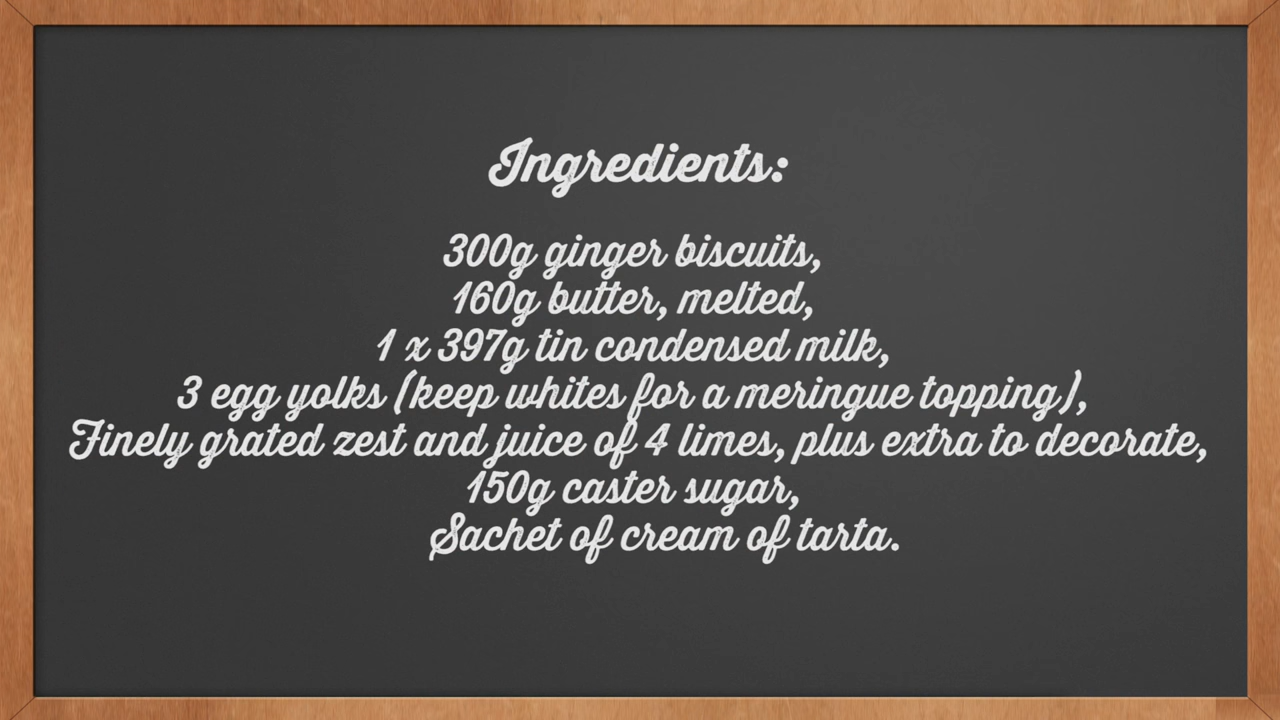 Ingredients:
300g ginger biscuits,
160g butter, melted,
1 x 397g tin condensed milk,
3 egg yolks (keep whites for a meringue topping),
Finely grated zest and juice of 4 limes, plus extra to decorate,
150g caster sugar,
Sachet of cream of tarta.